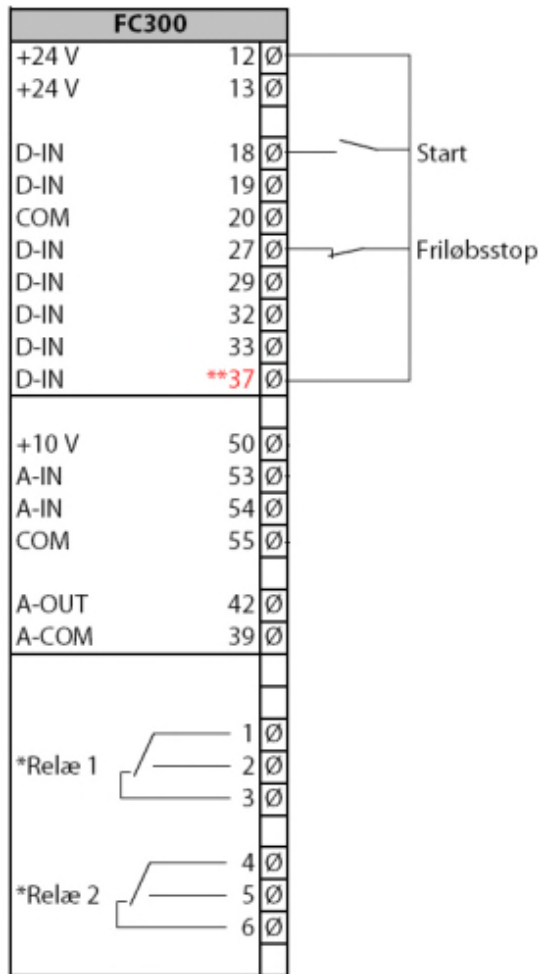 FC300
+24 V 12 Ø
+24 V 13 Ø
D-IN 18 Ø Start
D-IN 19 Ø
COM 20 Ø
D-IN 27 Ø Friløbsstop
D-IN 29 Ø
D-IN 32 Ø
D-IN 33 Ø
D-IN **37 Ø
+10 V 50 Ø
A-IN 53 Ø
A-IN 54 Ø
COM 55 Ø
A-OUT 42 Ø
A-COM 39 Ø
1 Ø
*Relæ 1 2 Ø
3 Ø
4 Ø
*Relæ 2 5 Ø
6 Ø